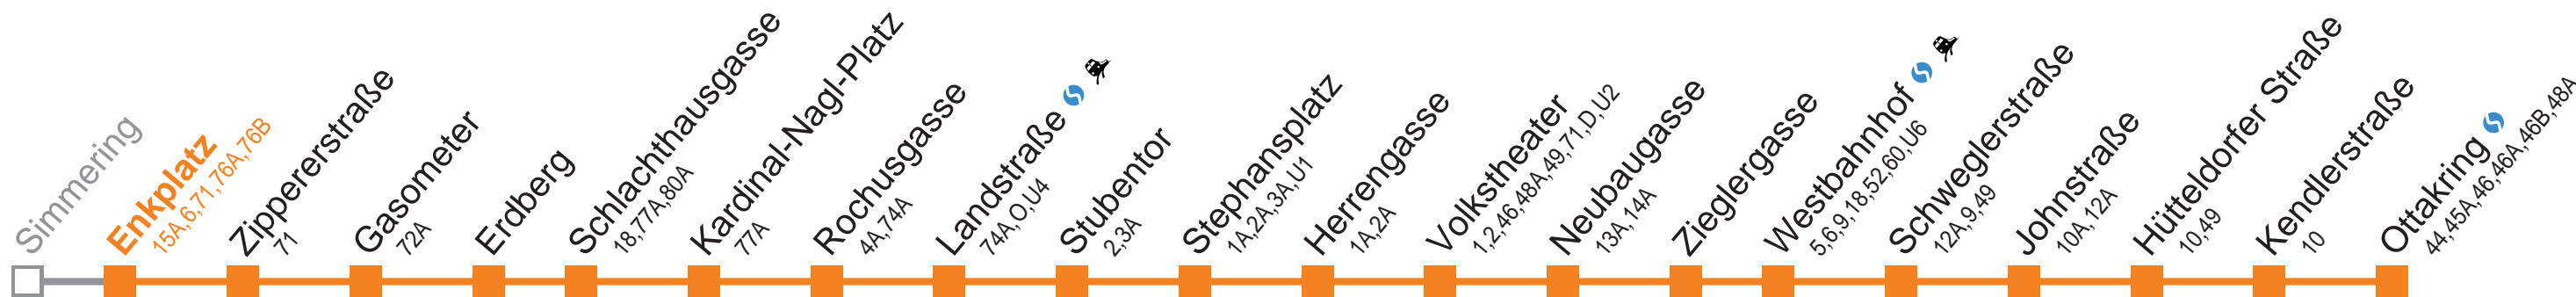 Simmering
Enkplatz
15A,6,71,76A,76B
Zippererstraße
71
Gasometer
72A
Erdberg
Schlachthausgasse
18,77A,80A
Kardinal-Nagl-Platz
77A
Rochusgasse
4A,74A
Landstraße
74A,O,U4
Stubentor
2,3A
Stephansplatz
1A,2A,3A,U1
Herrengasse
1A,2A
Volkstheater
1,2,46,48A,49,71,D,U2
Neubaugasse
13A,14A
Zieglergasse
Westbahnhof
5,6,9,18,52,60,U6
Schweglerstraße
12A,9,49
Johnstraße
10A,12A
Hütteldorfer Straße
10,49
Kendlerstraße
10
Ottakring
44,45A,46,46A,46B,48A